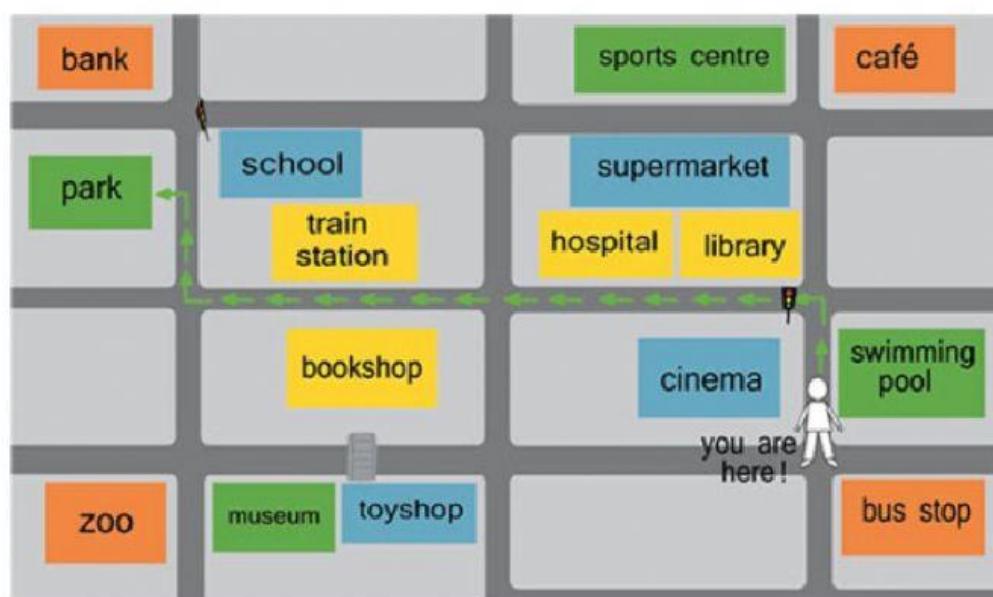 bank
sports centre
café
school
supermarket
park
train
station
hospital
library
bookshop
cinema
swimming
pool
you are
here!
zoo
museum
toyshop
bus stop